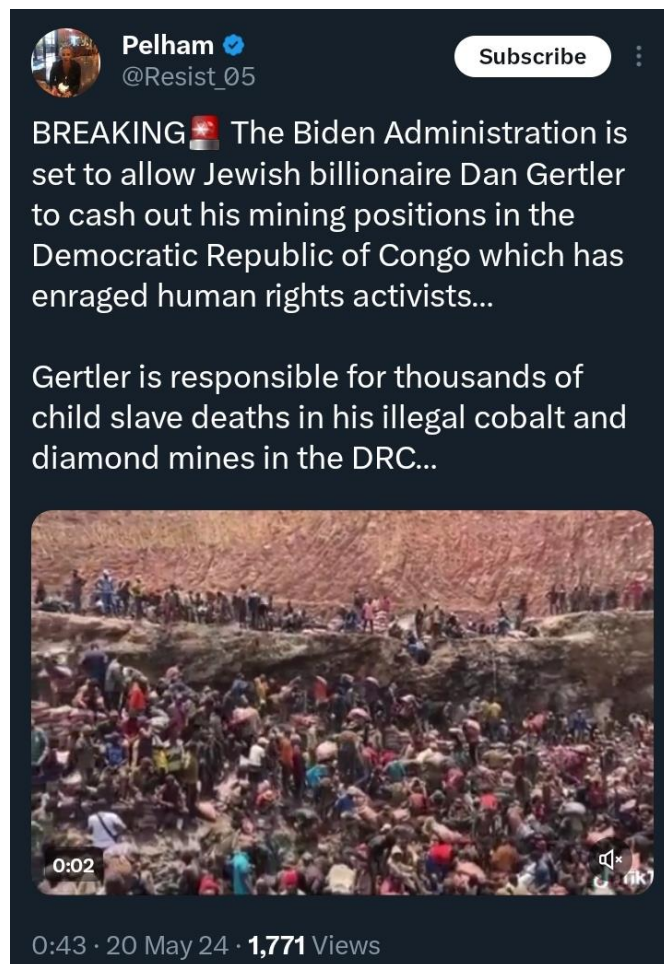 Pelham
@Resist_05
Subscribe
BREAKING🚨 The Biden Administration is
set to allow Jewish billionaire Dan Gertler
to cash out his mining positions in the
Democratic Republic of Congo which has
enraged human rights activists...
Gertler is responsible for thousands of
child slave deaths in his illegal cobalt and
diamond mines in the DRC...
0:02
0:43 · 20 May 24 · 1,771 Views